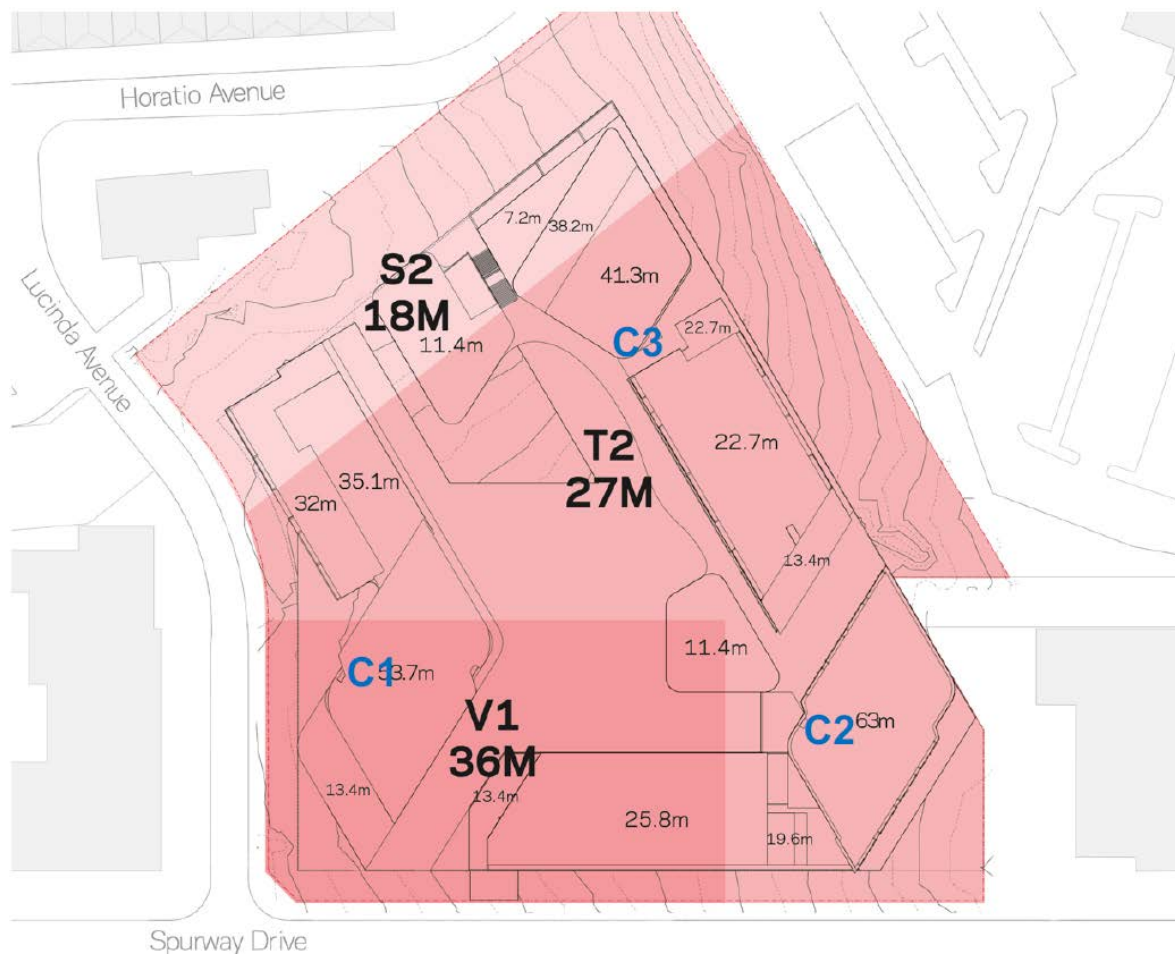 Horatio Avenue
Lucinda Avenue
S2
18M
11.4m
7.2m
38.2m
41.3m
C3
22.7m
T2
27M
22.7m
35.1m
32m
13.4m
11.4m
C1
53.7m
V1
36M
C2
63m
13.4m
13.4m
25.8m
19.6m
Spurway Drive